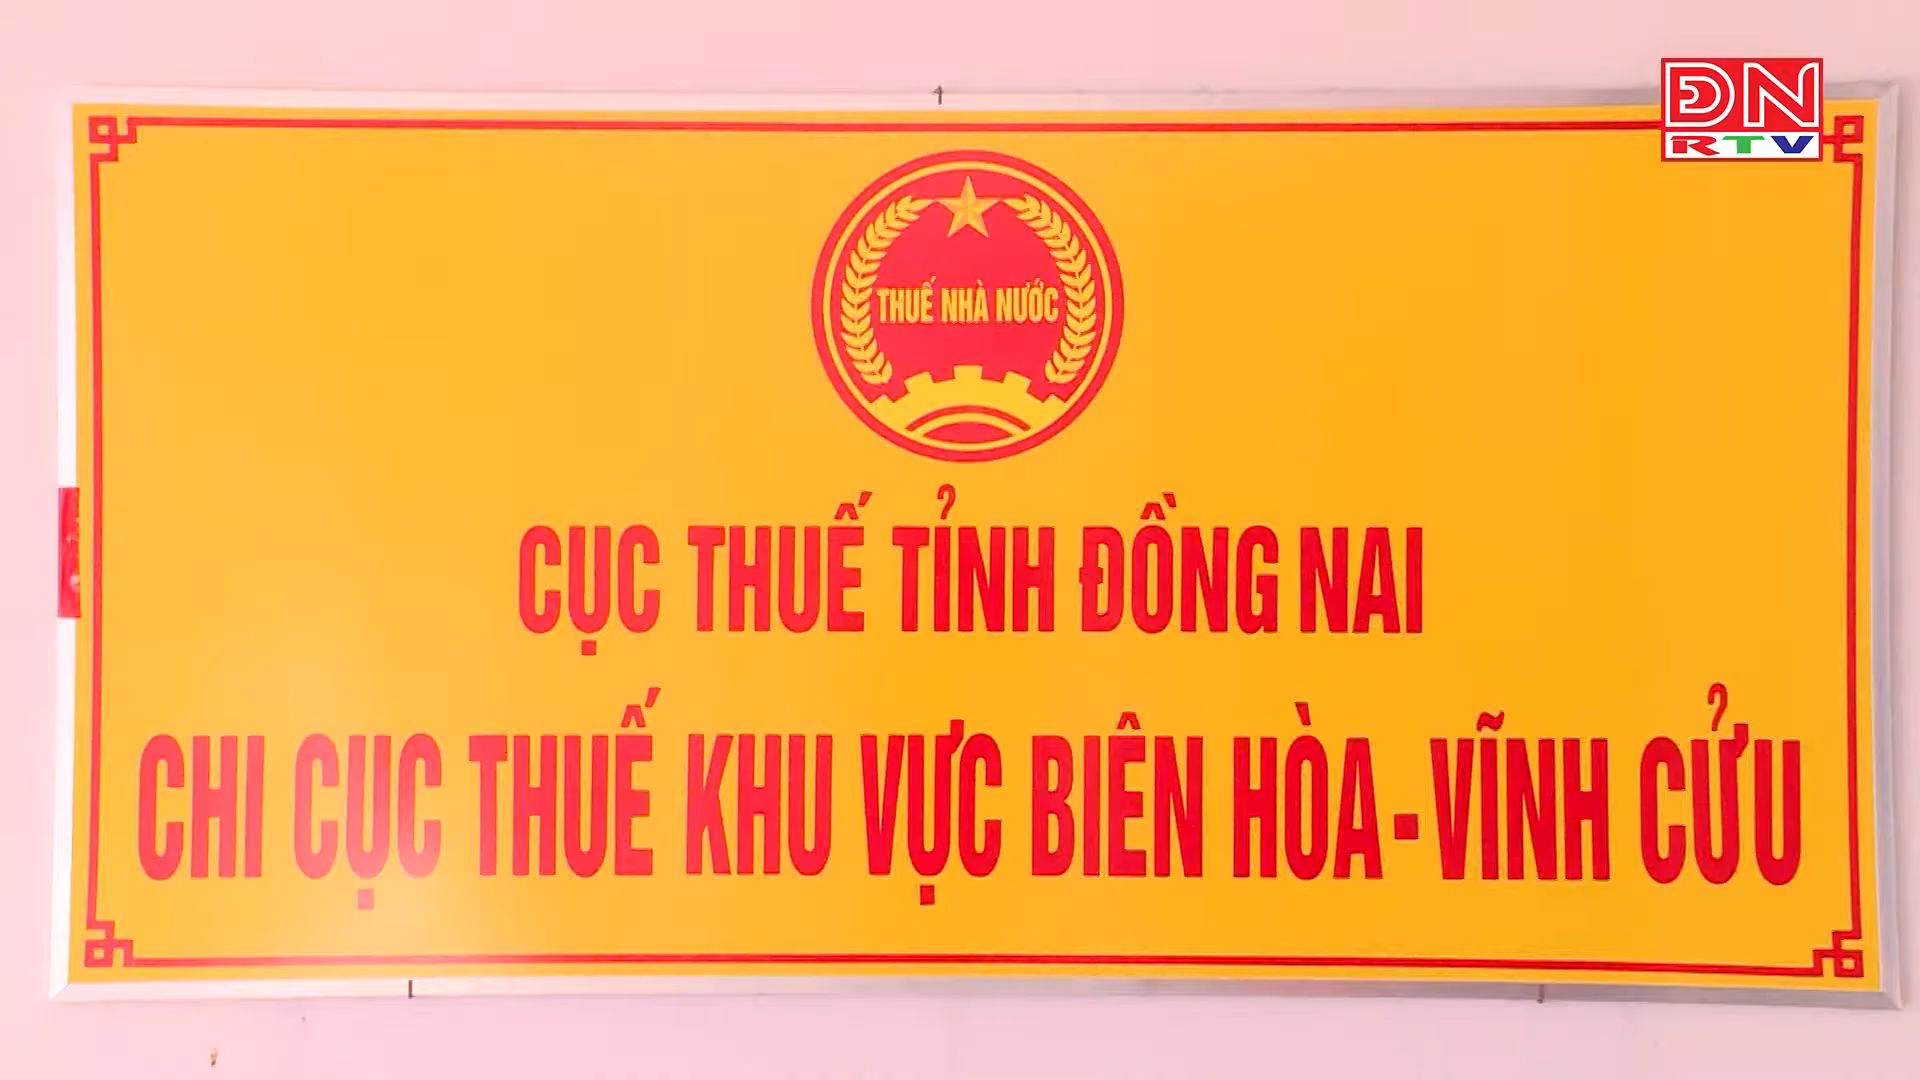 ĐN
RTV
THUẾ NHÀ NƯỚC
CỤC THUẾ TỈNH ĐỒNG NAI
CHI CỤC THUẾ KHU VỰC BIÊN HÒA - VĨNH CỬU